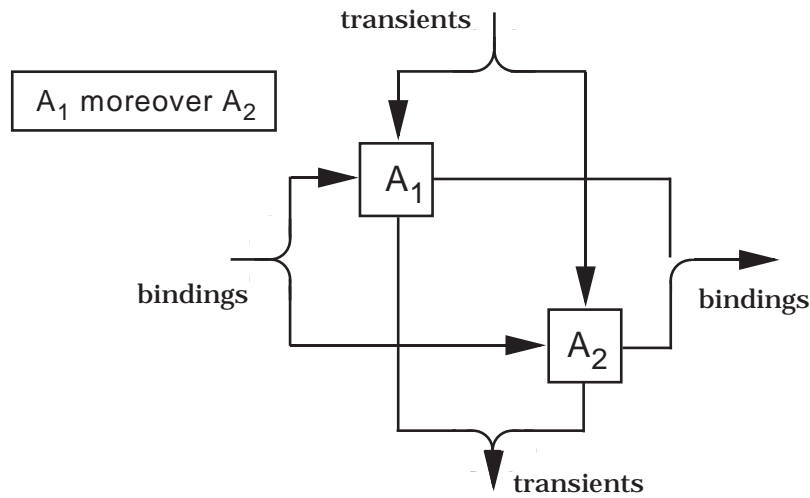 transients
A₁ moreover A₂
A₁
bindings
bindings
A₂
transients